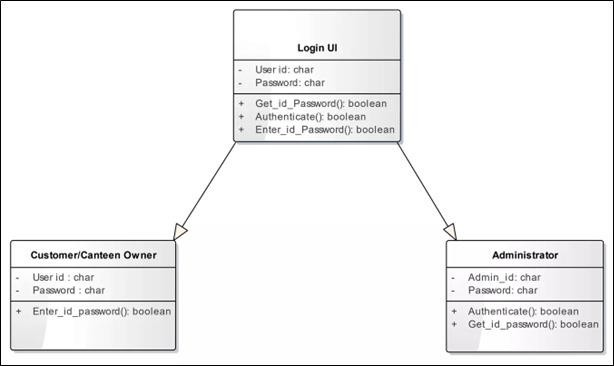 Login UI
- User id: char
- Password: char
+ Get_id_Password(): boolean
+ Authenticate(): boolean
+ Enter_id_Password(): boolean
Customer/Canteen Owner
- User id : char
- Password : char
+ Enter_id_password(): boolean
Administrator
- Admin_id: char
- Password: char
+ Authenticate(): boolean
+ Get_id_password(): boolean